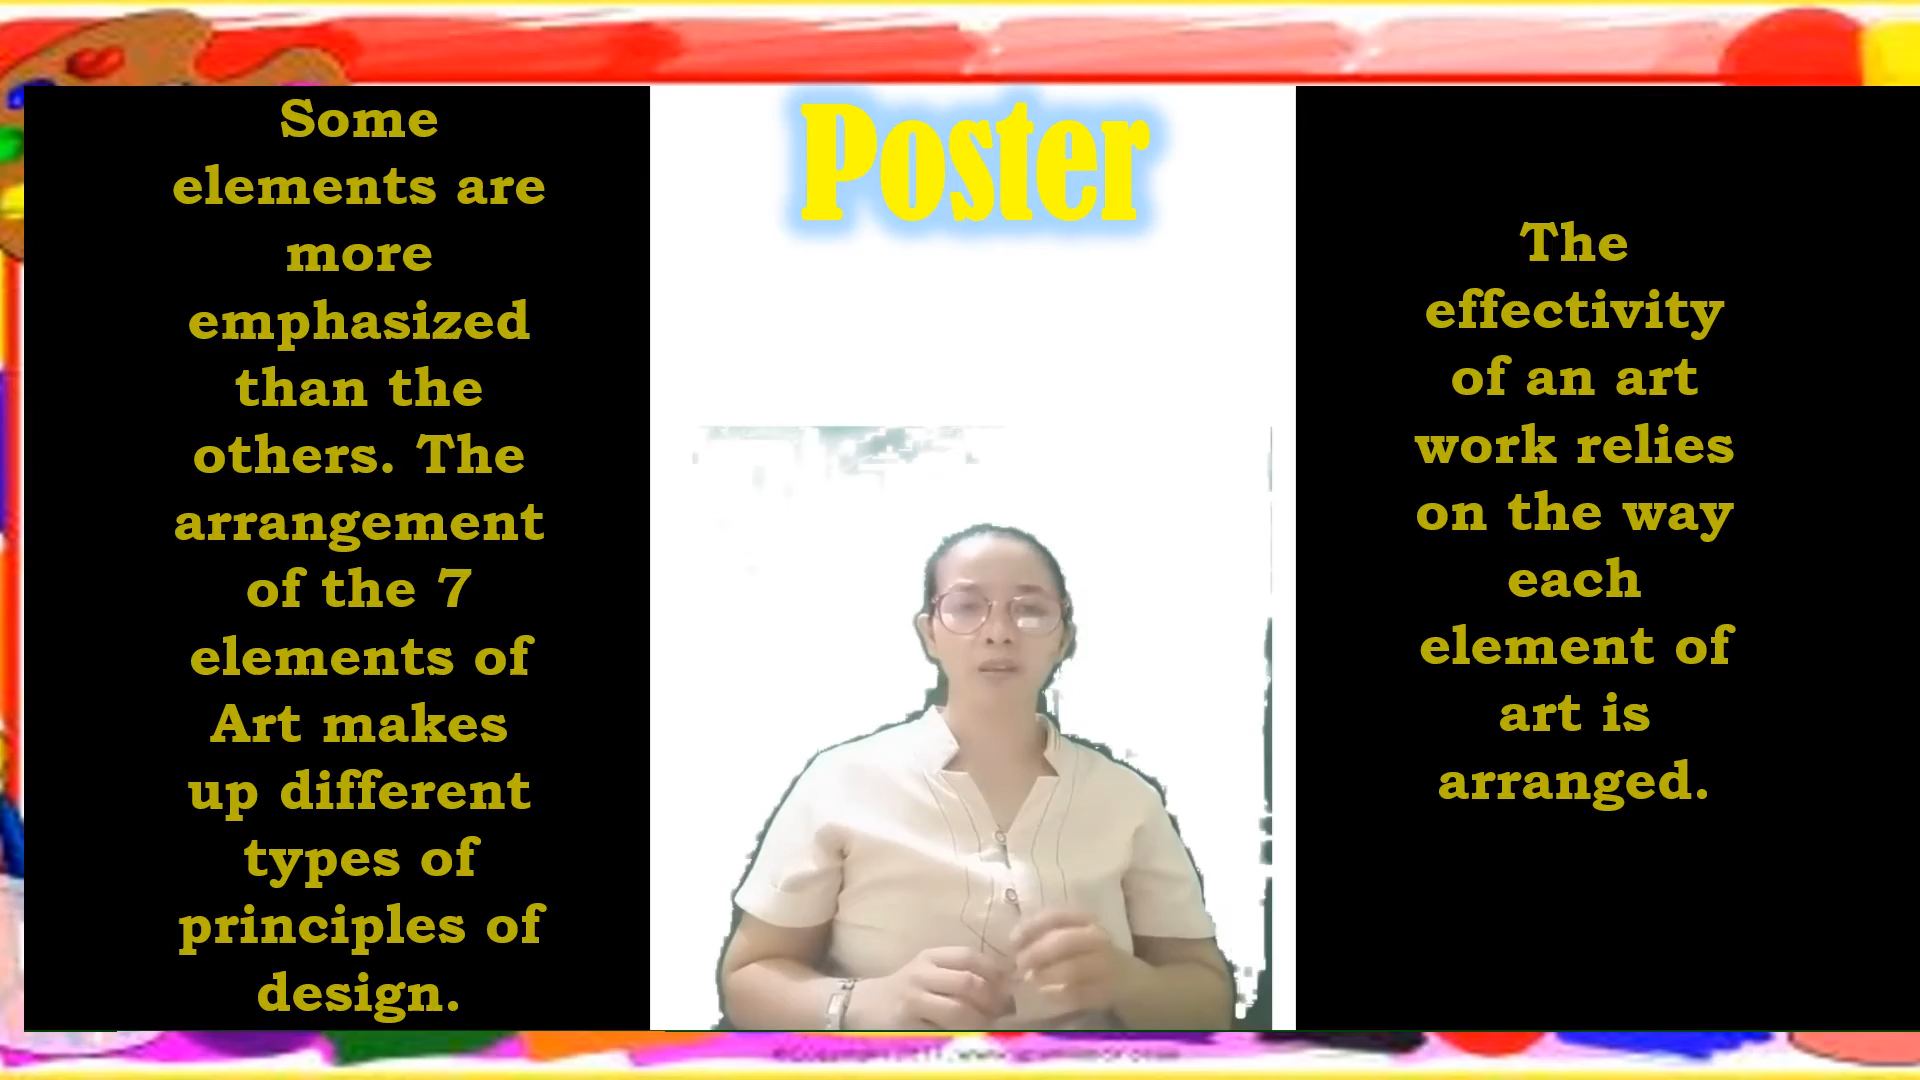 Poster
Some
elements are
more
emphasized
than the
others. The
arrangement
of the 7
elements of
Art makes
up different
types of
principles of
design.
The
effectivity
of an art
work relies
on the way
each
element of
art is
arranged.